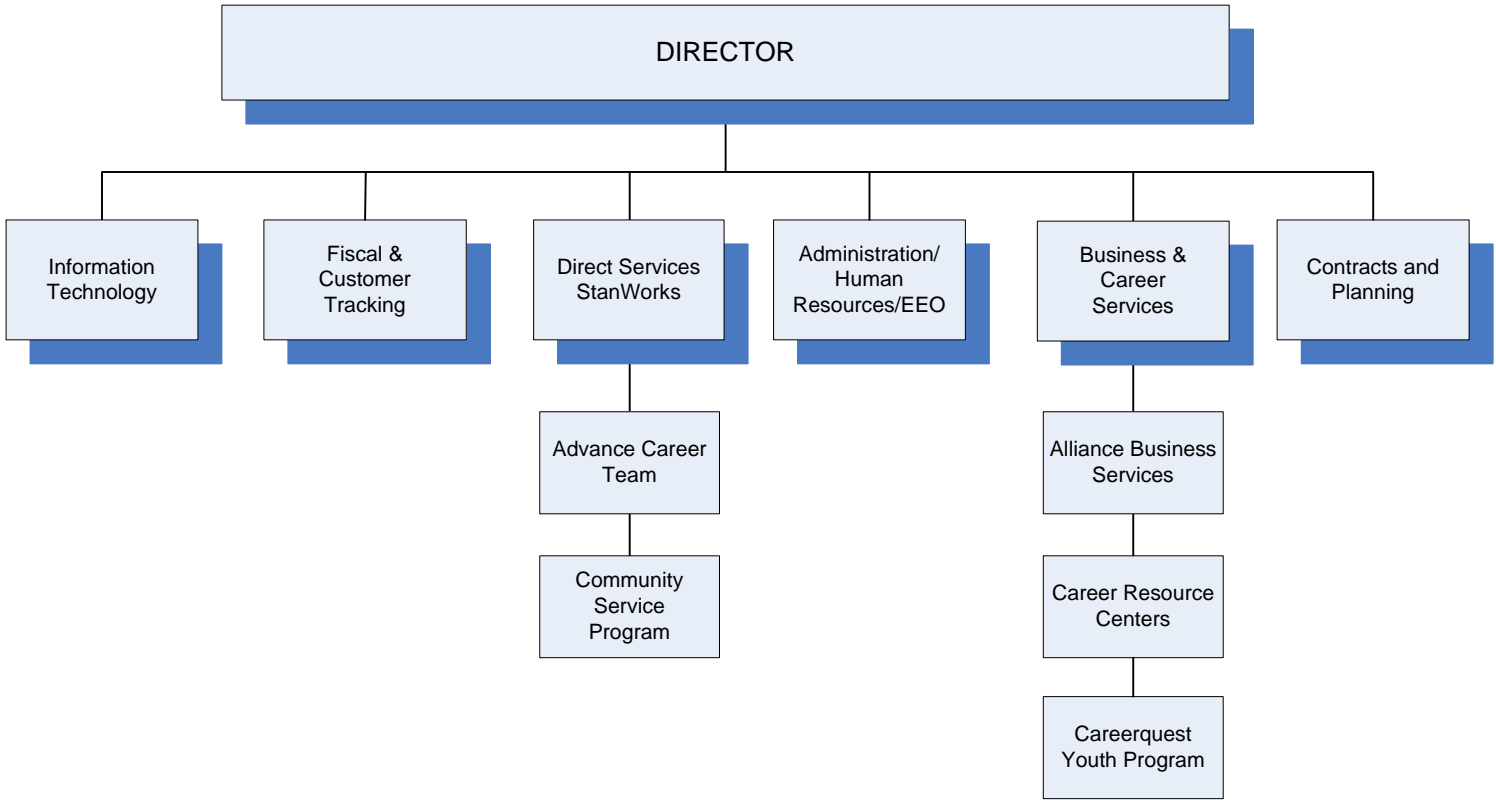 DIRECTOR
Information
Technology
Fiscal &
Customer
Tracking
Direct Services
StanWorks
Administration/
Human
Resources/EEO
Business &
Career
Services
Contracts and
Planning
Advance Career
Team
Alliance Business
Services
Community
Service
Program
Career Resource
Centers
Careerquest
Youth Program